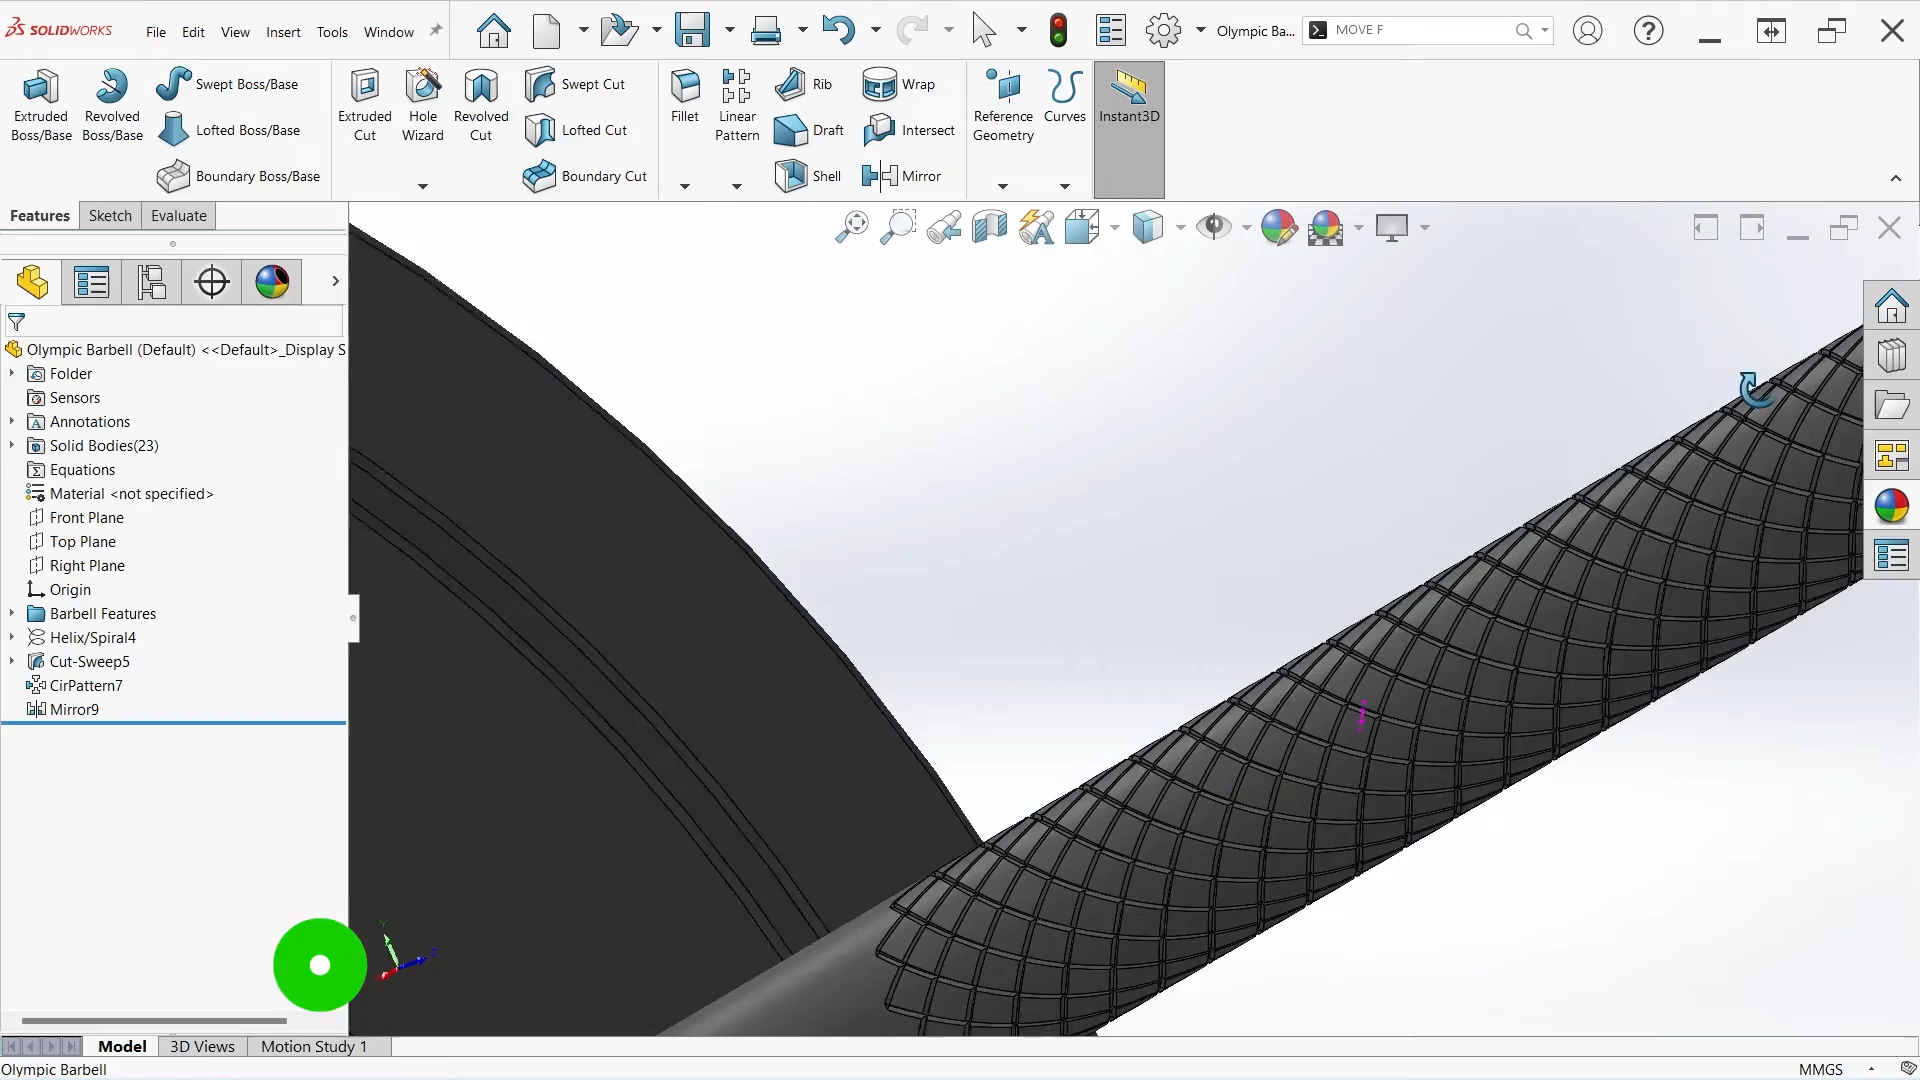 SOLIDWORKS
File Edit View Insert Tools Window
Olympic Ba...
MOVE F
Extruded Boss/Base
Revolved Boss/Base
Swept Boss/Base
Lofted Boss/Base
Boundary Boss/Base
Extruded Cut
Hole Wizard
Revolved Cut
Swept Cut
Lofted Cut
Boundary Cut
Fillet
Linear Pattern
Rib
Draft
Shell
Wrap
Intersect
Mirror
Reference Geometry
Curves
Instant3D
Features Sketch Evaluate
Olympic Barbell (Default) <<Default>_Display S
Folder
Sensors
Annotations
Solid Bodies(23)
Equations
Material <not specified>
Front Plane
Top Plane
Right Plane
Origin
Barbell Features
Helix/Spiral4
Cut-Sweep5
CirPattern7
Mirror9
Y
Z
Model 3D Views Motion Study 1
Olympic Barbell
MMGS